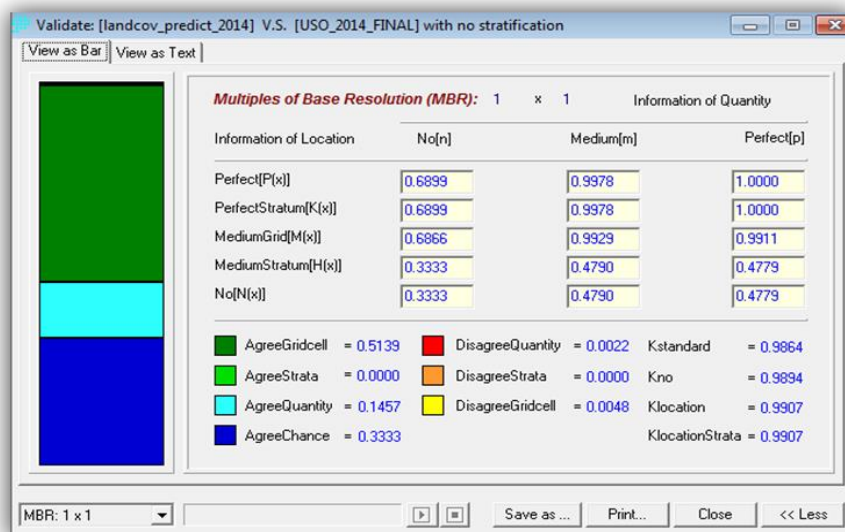 Validate: [landcov_predict_2014] V.S. [USO_2014_FINAL] with no stratification
View as Bar View as Text
Multiples of Base Resolution (MBR): 1 x 1 Information of Quantity
Information of Location No[n] Medium[m] Perfect[p]
Perfect[P(x)] 0.6899 0.9978 1.0000
PerfectStratum[K(x)] 0.6899 0.9978 1.0000
MediumGrid[M(x)] 0.6866 0.9929 0.9911
MediumStratum[H(x)] 0.3333 0.4790 0.4779
No[N(x)] 0.3333 0.4790 0.4779
AgreeGridcell = 0.5139 DisagreeQuantity = 0.0022 Kstandard = 0.9864
AgreeStrata = 0.0000 DisagreeStrata = 0.0000 Kno = 0.9894
AgreeQuantity = 0.1457 DisagreeGridcell = 0.0048 Klocation = 0.9907
AgreeChance = 0.3333 KlocationStrata = 0.9907
MBR: 1 x 1 Save as ... Print... Close << Less